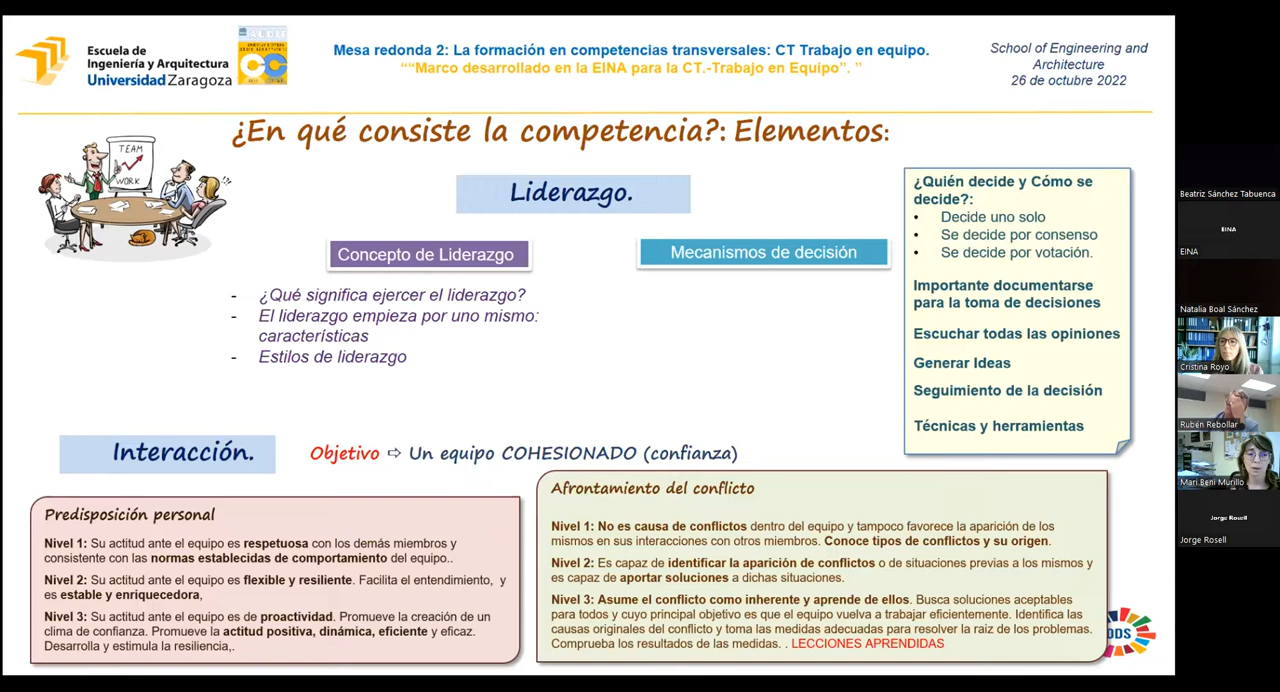 Escuela de
Ingeniería y Arquitectura
Universidad Zaragoza
Mesa redonda 2: La formación en competencias transversales: CT Trabajo en equipo.
““Marco desarrollado en la EINA para la CT.-Trabajo en Equipo”. ”
School of Engineering and
Architecture
26 de octubre 2022
¿En qué consiste la competencia?: Elementos:
TEAM
WORK
Liderazgo.
Concepto de Liderazgo
Mecanismos de decisión
- ¿Qué significa ejercer el liderazgo?
- El liderazgo empieza por uno mismo:
características
- Estilos de liderazgo
¿Quién decide y Cómo se
decide?:
• Decide uno solo
• Se decide por consenso
• Se decide por votación.
Importante documentarse
para la toma de decisiones
Escuchar todas las opiniones
Generar Ideas
Seguimiento de la decisión
Técnicas y herramientas
Interacción.
Objetivo ⇨ Un equipo COHESIONADO (confianza)
Predisposición personal
Nivel 1: Su actitud ante el equipo es respetuosa con los demás miembros y
consistente con las normas establecidas de comportamiento del equipo..
Nivel 2: Su actitud ante el equipo es flexible y resiliente. Facilita el entendimiento, y
es estable y enriquecedora,
Nivel 3: Su actitud ante el equipo es de proactividad. Promueve la creación de un
clima de confianza. Promueve la actitud positiva, dinámica, eficiente y eficaz.
Desarrolla y estimula la resiliencia,.
Afrontamiento del conflicto
Nivel 1: No es causa de conflictos dentro del equipo y tampoco favorece la aparición de los
mismos en sus interacciones con otros miembros. Conoce tipos de conflictos y su origen.
Nivel 2: Es capaz de identificar la aparición de conflictos o de situaciones previas a los mismos y
es capaz de aportar soluciones a dichas situaciones.
Nivel 3: Asume el conflicto como inherente y aprende de ellos. Busca soluciones aceptables
para todos y cuyo principal objetivo es que el equipo vuelva a trabajar eficientemente. Identifica las
causas originales del conflicto y toma las medidas adecuadas para resolver la raiz de los problemas.
Comprueba los resultados de las medidas. . LECCIONES APRENDIDAS
ODS
Beatriz Sánchez Tabuenca
EINA
EINA
Natalia Boal Sánchez
Cristina Royo
Rubén Rebollar
Mari.Beni Murillo
Jorge Rosell
Jorge Rosell